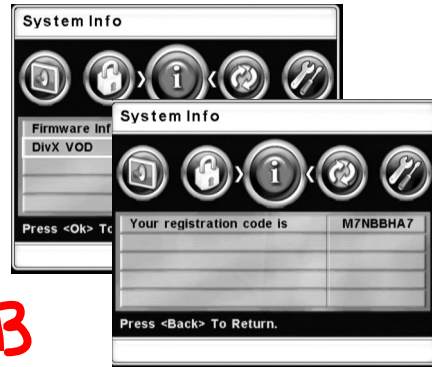 System Info
Firmware Inf
DivX VOD
Press <Ok> To
System Info
i
Your registration code is M7NBBHA7
Press <Back> To Return.
B